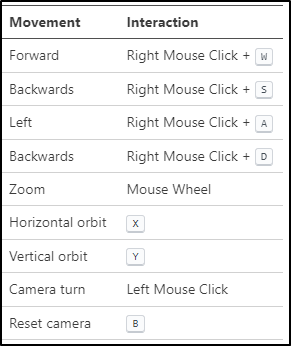 Movement Interaction
Forward Right Mouse Click + W
Backwards Right Mouse Click + S
Left Right Mouse Click + A
Backwards Right Mouse Click + D
Zoom Mouse Wheel
Horizontal orbit X
Vertical orbit Y
Camera turn Left Mouse Click
Reset camera B